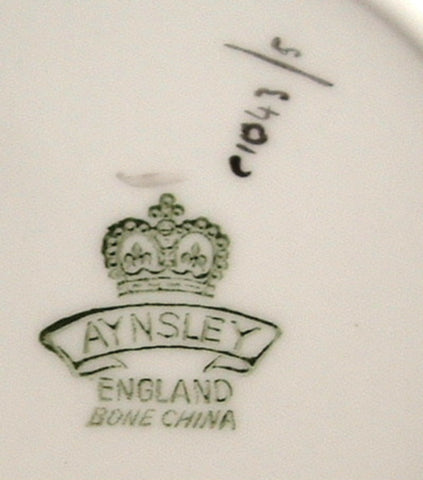 C1043/5
AYNSLEY
ENGLAND
BONE CHINA